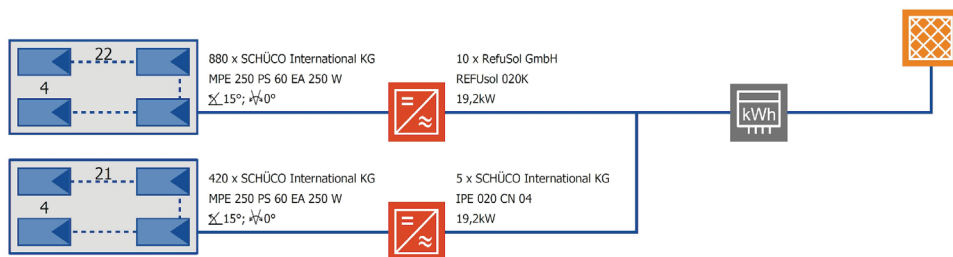 22
4
880 x SCHÜCO International KG
MPE 250 PS 60 EA 250 W
15°; 0°
10 x RefuSol GmbH
REFUsol 020K
19,2kW
kWh
21
4
420 x SCHÜCO International KG
MPE 250 PS 60 EA 250 W
15°; 0°
5 x SCHÜCO International KG
IPE 020 CN 04
19,2kW